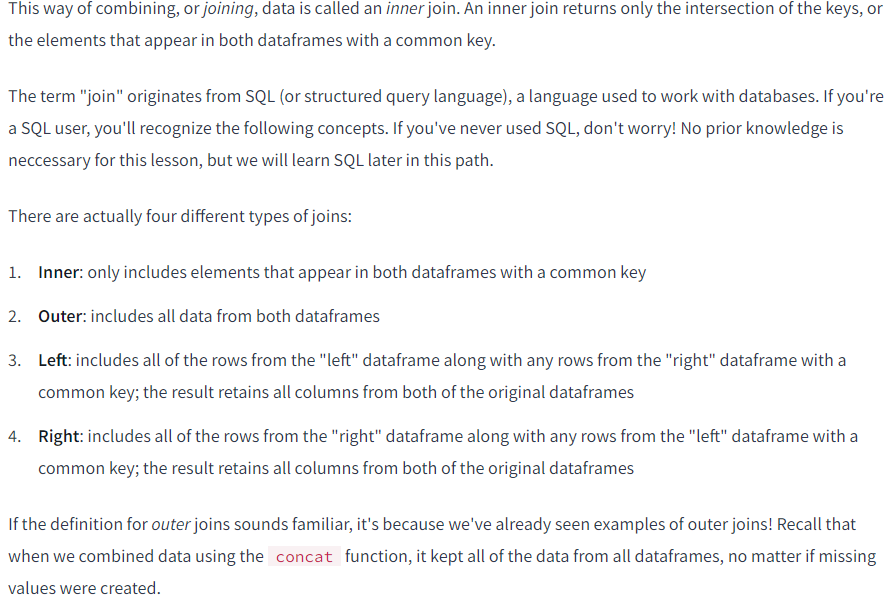 This way of combining, or joining, data is called an inner join. An inner join returns only the intersection of the keys, or
the elements that appear in both dataframes with a common key.
The term "join" originates from SQL (or structured query language), a language used to work with databases. If you're
a SQL user, you'll recognize the following concepts. If you've never used SQL, don't worry! No prior knowledge is
neccessary for this lesson, but we will learn SQL later in this path.
There are actually four different types of joins:
1. Inner: only includes elements that appear in both dataframes with a common key
2. Outer: includes all data from both dataframes
3. Left: includes all of the rows from the "left" dataframe along with any rows from the "right" dataframe with a
common key; the result retains all columns from both of the original dataframes
4. Right: includes all of the rows from the "right" dataframe along with any rows from the "left" dataframe with a
common key; the result retains all columns from both of the original dataframes
If the definition for outer joins sounds familiar, it's because we've already seen examples of outer joins! Recall that
when we combined data using the concat function, it kept all of the data from all dataframes, no matter if missing
values were created.